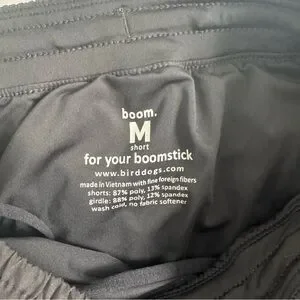 boom.
M
short
for your boomstick
www.birddogs.com
made in Vietnam with fine foreign fibers
shorts: 87% poly, 13% spandex
girdle: 88% poly, 12% spandex
wash cold, no fabric softener